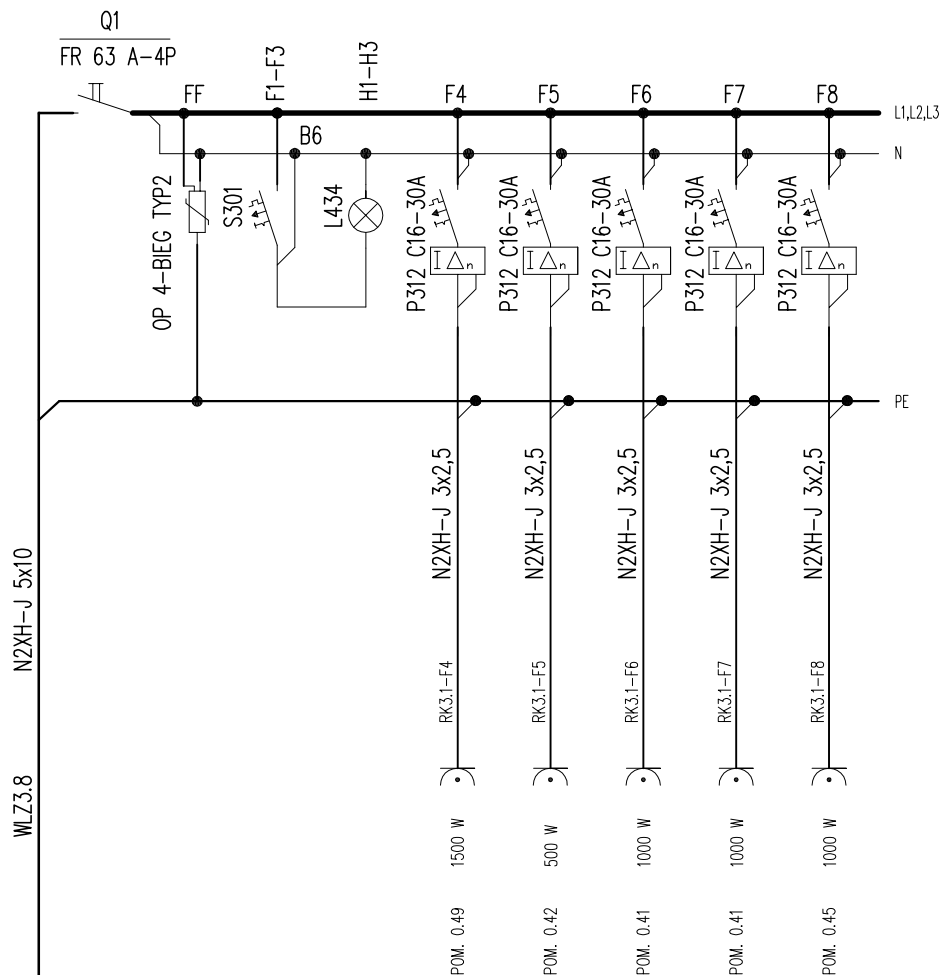 Q1
FR 63 A-4P
FF
F1-F3
H1-H3
F4
F5
F6
F7
F8
L1,L2,L3
B6
N
OP 4-BIEG TYP2
S301
L434
P312 C16-30A
P312 C16-30A
P312 C16-30A
P312 C16-30A
P312 C16-30A
I △n
I △n
I △n
I △n
I △n
PE
N2XH-J 3x2,5
N2XH-J 3x2,5
N2XH-J 3x2,5
N2XH-J 3x2,5
N2XH-J 3x2,5
N2XH-J 5x10
WLZ3.8
RK3.1-F4
RK3.1-F5
RK3.1-F6
RK3.1-F7
RK3.1-F8
1500 W
500 W
1000 W
1000 W
1000 W
POM. 0.49
POM. 0.42
POM. 0.41
POM. 0.41
POM. 0.45